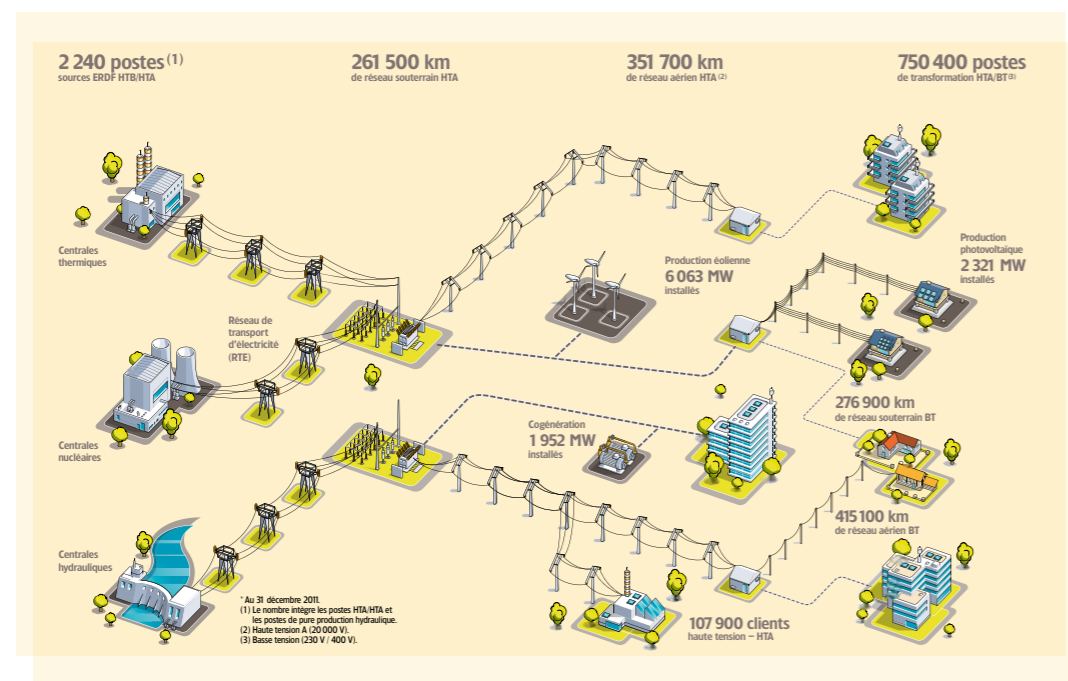 2 240 postes (1)
sources ERDF HTB/HTA
261 500 km
de réseau souterrain HTA
351 700 km
de réseau aérien HTA (2)
750 400 postes
de transformation HTA/BT (3)
Centrales
thermiques
Production éolienne
6 063 MW
installés
Production
photovoltaïque
2 321 MW
installés
Réseau de
transport
d'électricité
(RTE)
Centrales
nucléaires
Cogénération
1 952 MW
installés
276 900 km
de réseau souterrain BT
415 100 km
de réseau aérien BT
Centrales
hydrauliques
* Au 31 décembre 2011.
(1) Le nombre intègre les postes HTA/HTA et
les postes de pure production hydraulique.
(2) Haute tension A (20 000 V).
(3) Basse tension (230 V / 400 V).
107 900 clients
haute tension – HTA